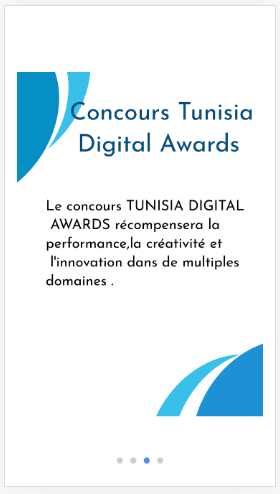 Concours Tunisia
Digital Awards
Le concours TUNISIA DIGITAL
AWARDS récompensera la
performance,la créativité et
l'innovation dans de multiples
domaines .